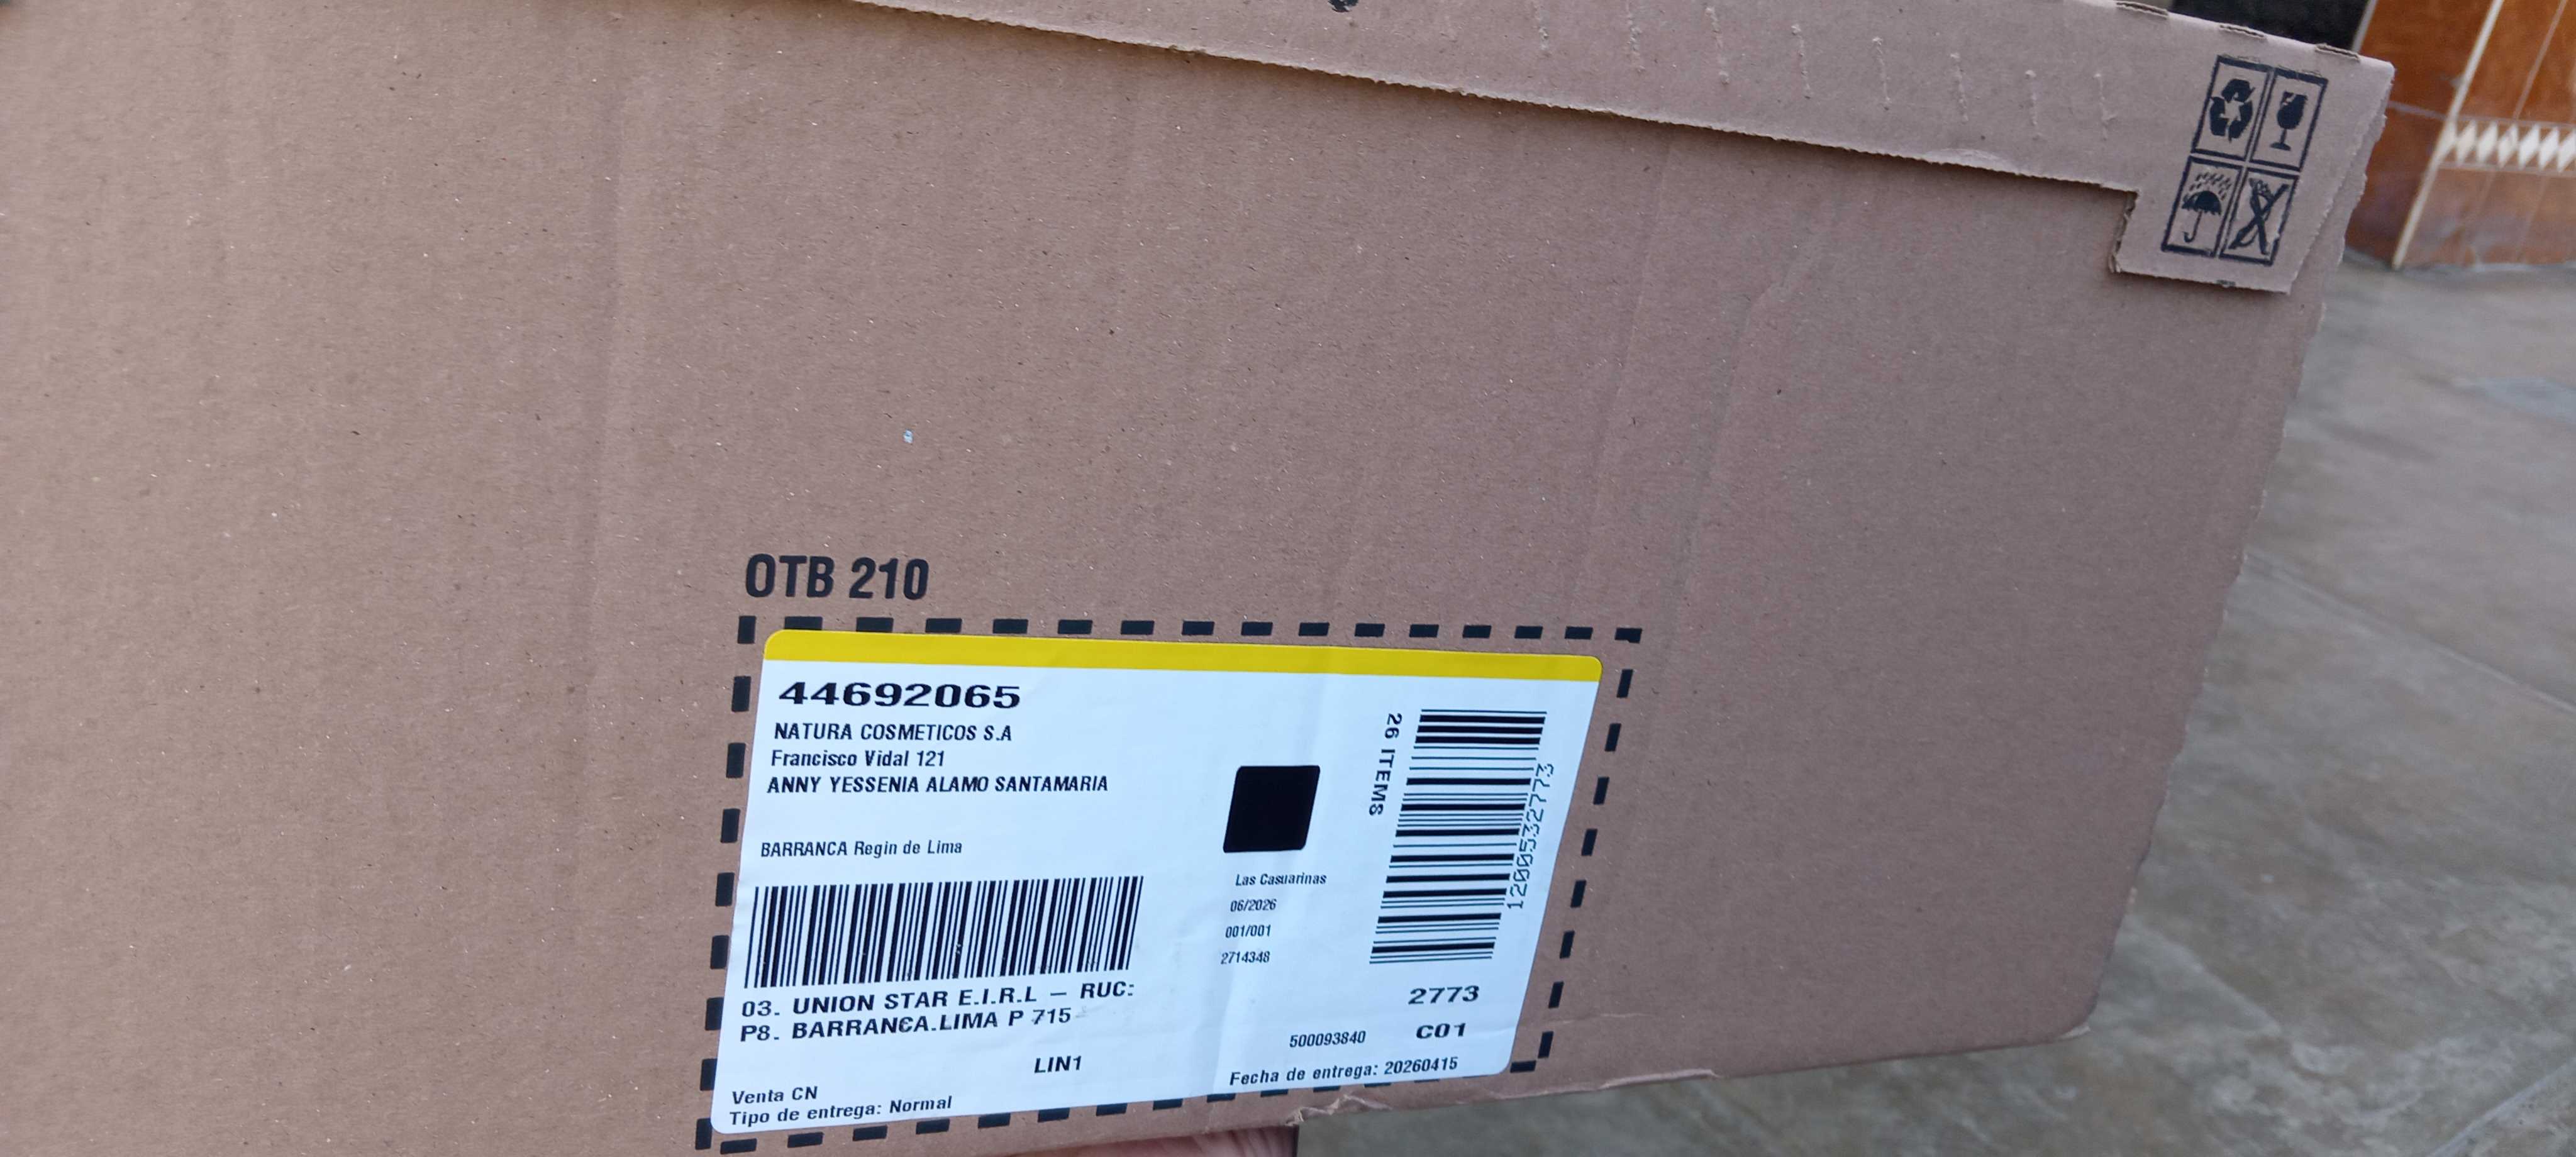 OTB 210
44692065
NATURA COSMETICOS S.A
Francisco Vidal 121
ANNY YESSENIA ALAMO SANTAMARIA
BARRANCA Regin de Lima
03. UNION STAR E.I.R.L – RUC:
P8. BARRANCA.LIMA P 715
LIN1
Venta CN
Tipo de entrega: Normal
Las Casuarinas
06/2026
001/001
2714348
26 ITEMS
1200532773
2773
500093840 C01
Fecha de entrega: 20260415